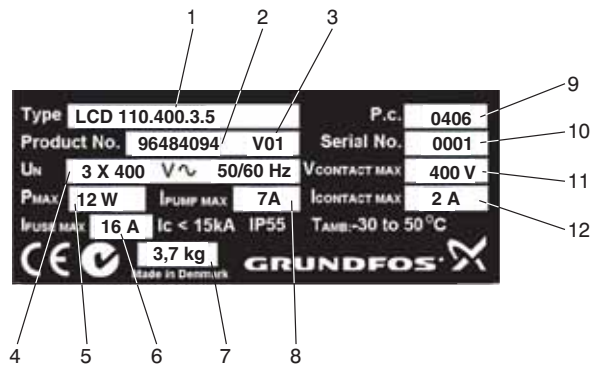 1 2 3
Type LCD 110.400.3.5 P.c. 0406 9
Product No. 96484094 V01 Serial No. 0001 10
UN 3 X 400 V∿ 50/60 Hz VCONTACT MAX 400 V 11
PMAX 12 W IPUMP MAX 7A ICONTACT MAX 2 A 12
IFUSE MAX 16 A Ic < 15kA IP55 TAMB:-30 to 50 °C
CE 3,7 kg GRUNDFOS
Made in Denmark
4 5 6 7 8